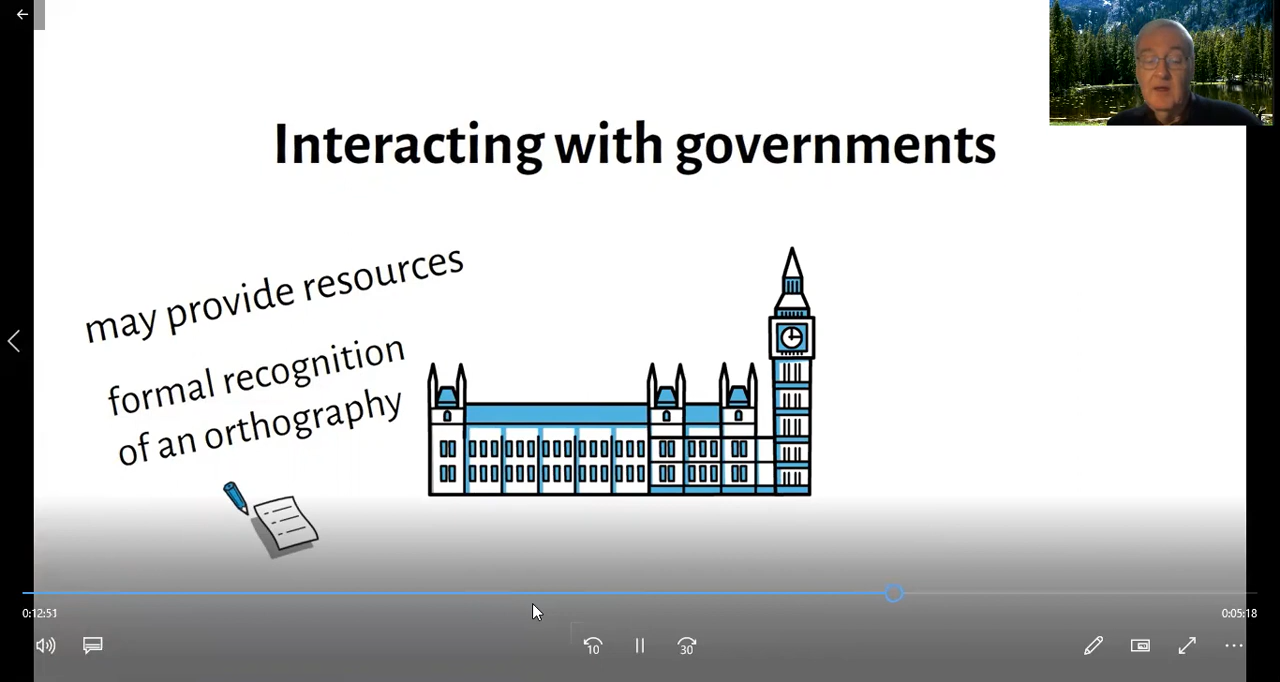 Interacting with governments
may provide resources
formal recognition
of an orthography
0:12:51
0:05:18
10
30